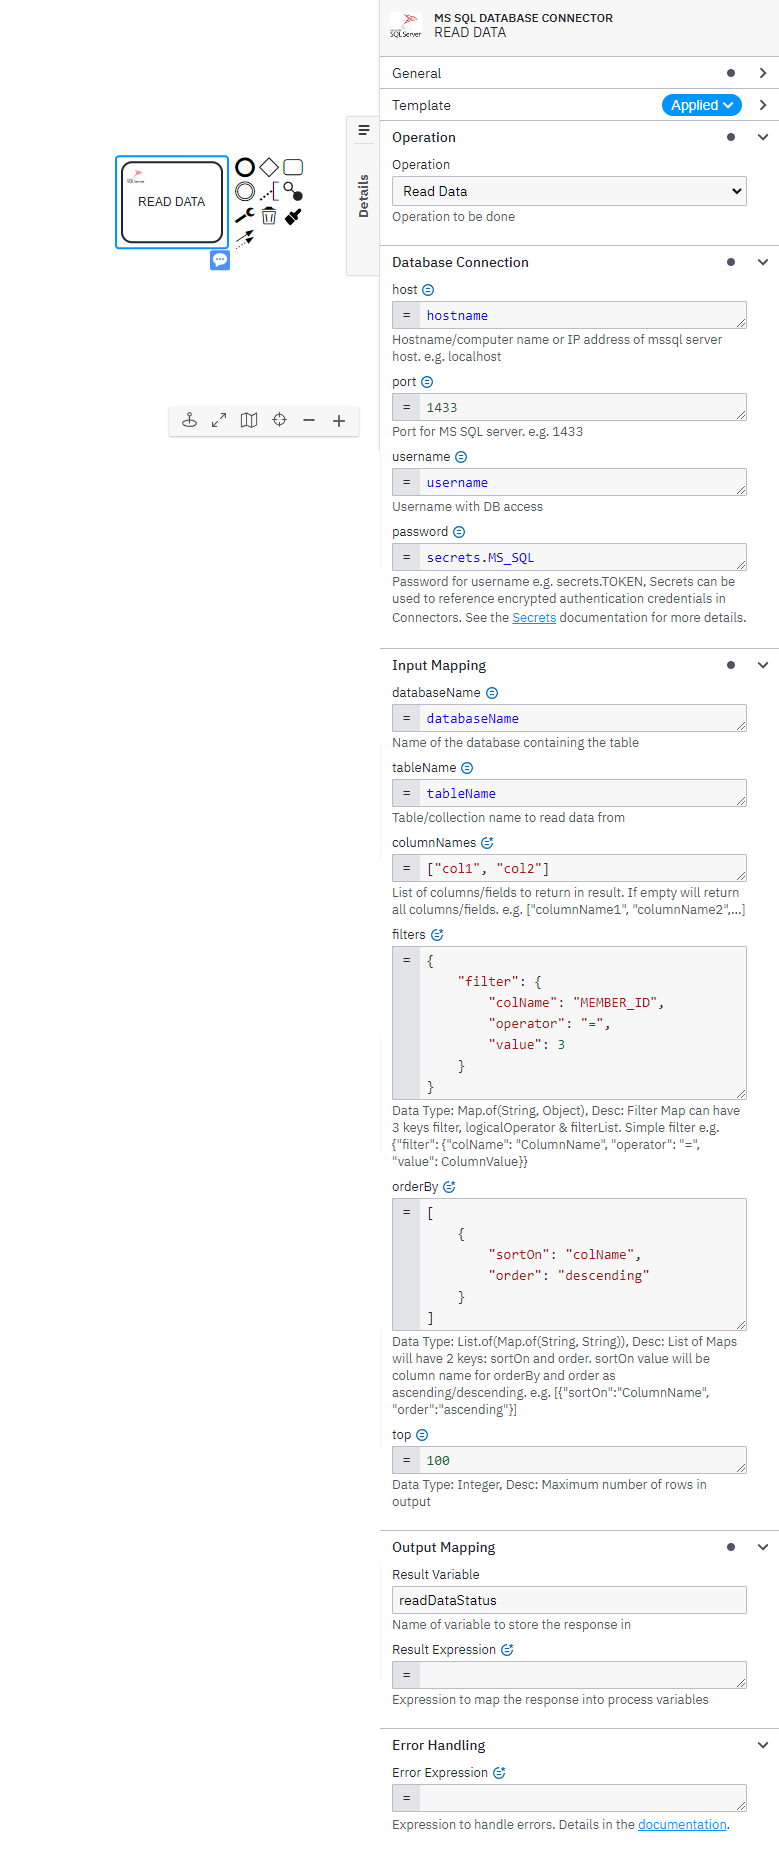 SQL Server
MS SQL DATABASE CONNECTOR
READ DATA
General
Template
Applied
Operation
Operation
Read Data
Operation to be done
READ DATA
Details
Database Connection
host
= hostname
Hostname/computer name or IP address of mssql server
host. e.g. localhost
port
= 1433
Port for MS SQL server. e.g. 1433
username
= username
Username with DB access
password
= secrets.MS_SQL
Password for username e.g. secrets.TOKEN, Secrets can be
used to reference encrypted authentication credentials in
Connectors. See the Secrets documentation for more details.
Input Mapping
databaseName
= databaseName
Name of the database containing the table
tableName
= tableName
Table/collection name to read data from
columnNames
= ["col1", "col2"]
List of columns/fields to return in result. If empty will return
all columns/fields. e.g. ["columnName1", "columnName2",...]
filters
= {
"filter": {
"colName": "MEMBER_ID",
"operator": "=",
"value": 3
}
}
Data Type: Map.of(String, Object), Desc: Filter Map can have
3 keys filter, logicalOperator & filterList. Simple filter e.g.
{"filter": {"colName": "ColumnName", "operator": "=",
"value": ColumnValue}}
orderBy
= [
{
"sortOn": "colName",
"order": "descending"
}
]
Data Type: List.of(Map.of(String, String)), Desc: List of Maps
will have 2 keys: sortOn and order. sortOn value will be
column name for orderBy and order as
ascending/descending. e.g. [{"sortOn":"ColumnName",
"order":"ascending"}]
top
= 100
Data Type: Integer, Desc: Maximum number of rows in
output
Output Mapping
Result Variable
readDataStatus
Name of variable to store the response in
Result Expression
=
Expression to map the response into process variables
Error Handling
Error Expression
=
Expression to handle errors. Details in the documentation.